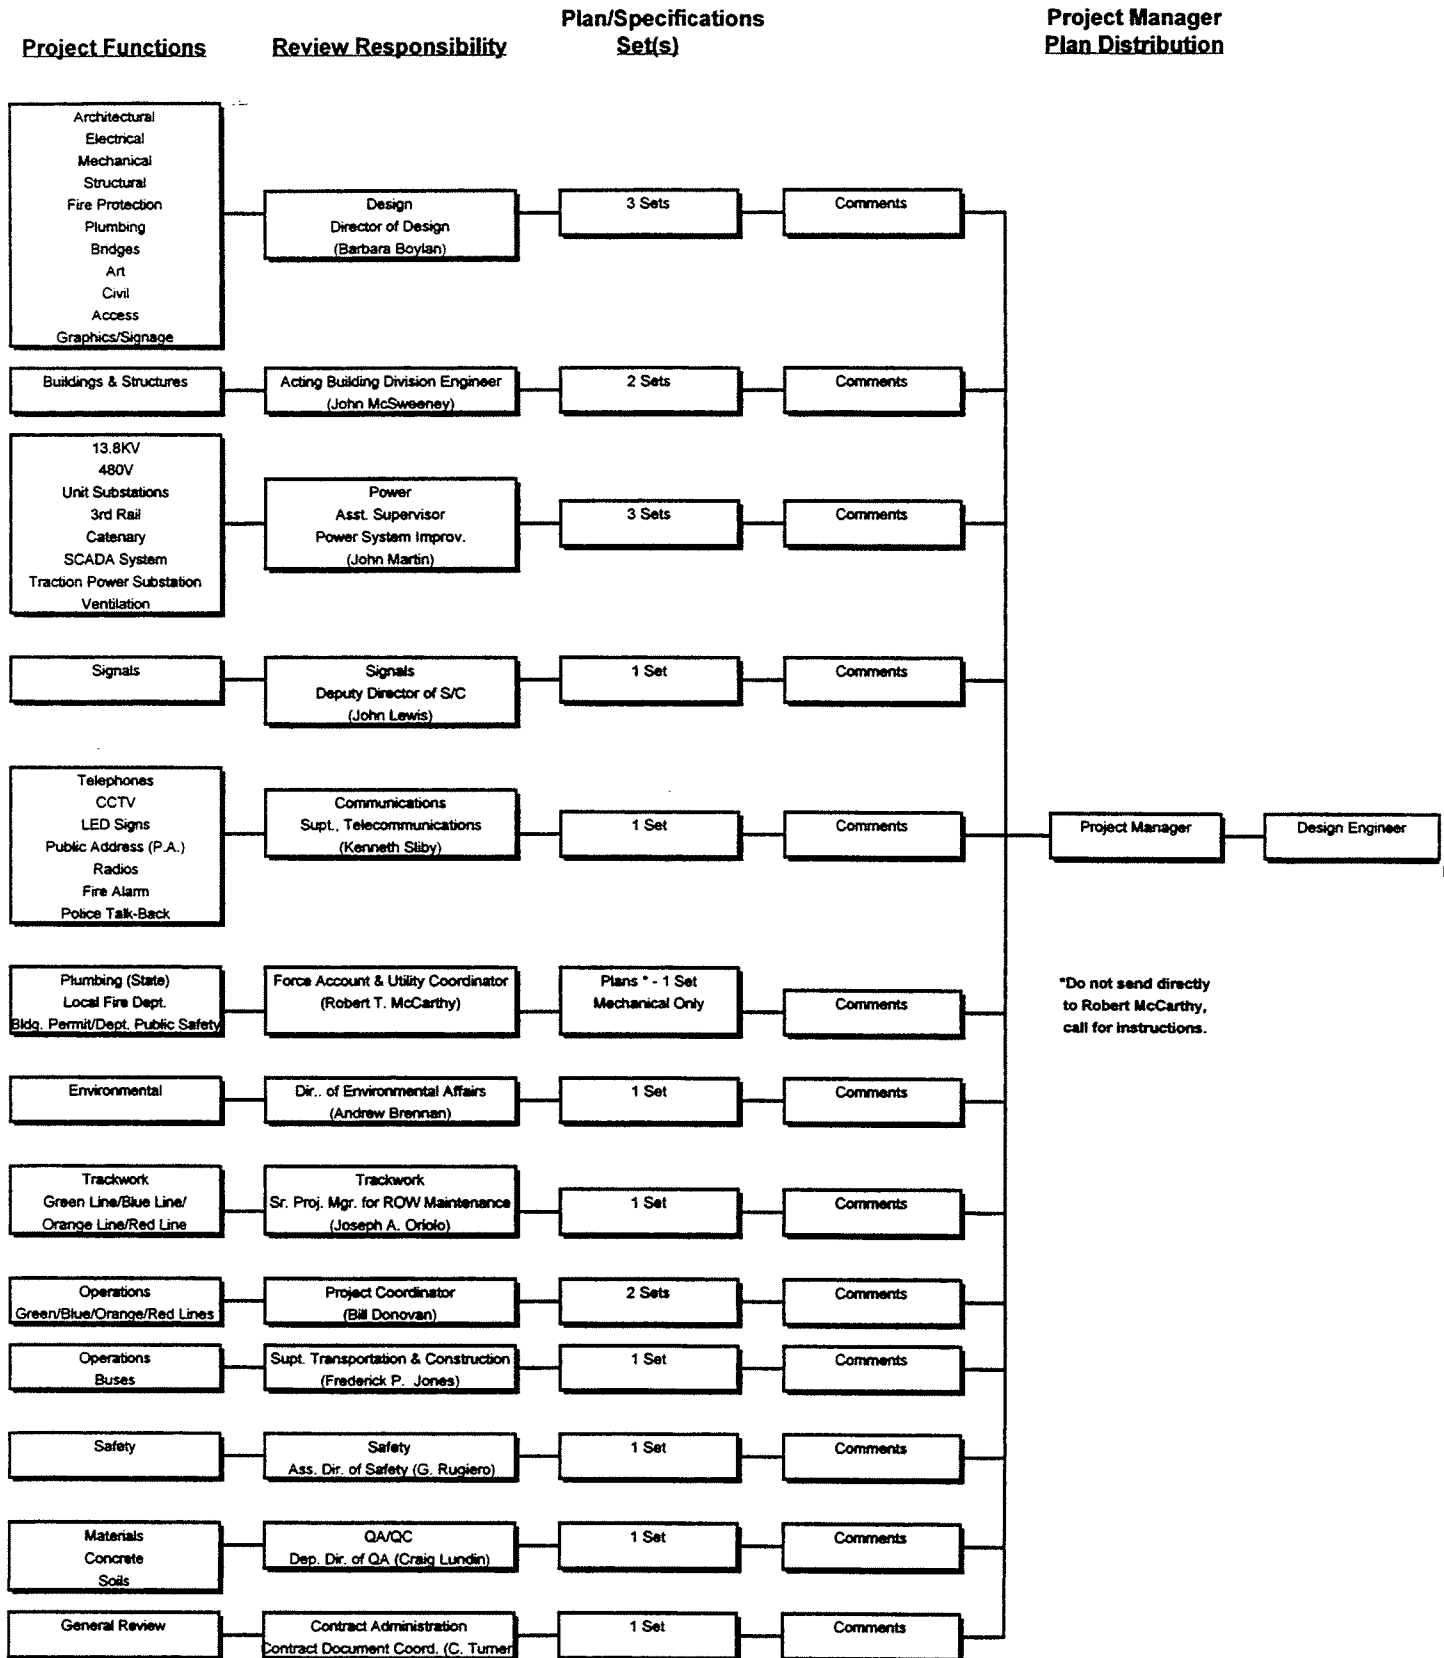 Project Functions
Review Responsibility
Plan/Specifications
Set(s)
Project Manager
Plan Distribution
Architectural
Electrical
Mechanical
Structural
Fire Protection
Plumbing
Bridges
Art
Civil
Access
Graphics/Signage
Design
Director of Design
(Barbara Boylan)
3 Sets
Comments
Buildings & Structures
Acting Building Division Engineer
(John McSweeney)
2 Sets
Comments
13.8KV
480V
Unit Substations
3rd Rail
Catenary
SCADA System
Traction Power Substation
Ventilation
Power
Asst. Supervisor
Power System Improv.
(John Martin)
3 Sets
Comments
Signals
Signals
Deputy Director of S/C
(John Lewis)
1 Set
Comments
Telephones
CCTV
LED Signs
Public Address (P.A.)
Radios
Fire Alarm
Police Talk-Back
Communications
Supt., Telecommunications
(Kenneth Sliby)
1 Set
Comments
Project Manager
Design Engineer
Plumbing (State)
Local Fire Dept.
Bldg. Permit/Dept. Public Safety
Force Account & Utility Coordinator
(Robert T. McCarthy)
Plans * - 1 Set
Mechanical Only
Comments
*Do not send directly
to Robert McCarthy,
call for instructions.
Environmental
Dir.. of Environmental Affairs
(Andrew Brennan)
1 Set
Comments
Trackwork
Green Line/Blue Line/
Orange Line/Red Line
Trackwork
Sr. Proj. Mgr. for ROW Maintenance
(Joseph A. Oriolo)
1 Set
Comments
Operations
Green/Blue/Orange/Red Lines
Project Coordinator
(Bill Donovan)
2 Sets
Comments
Operations
Buses
Supt. Transportation & Construction
(Frederick P. Jones)
1 Set
Comments
Safety
Safety
Ass. Dir. of Safety (G. Rugiero)
1 Set
Comments
Materials
Concrete
Soils
QA/QC
Dep. Dir. of QA (Craig Lundin)
1 Set
Comments
General Review
Contract Administration
Contract Document Coord. (C. Turner
1 Set
Comments